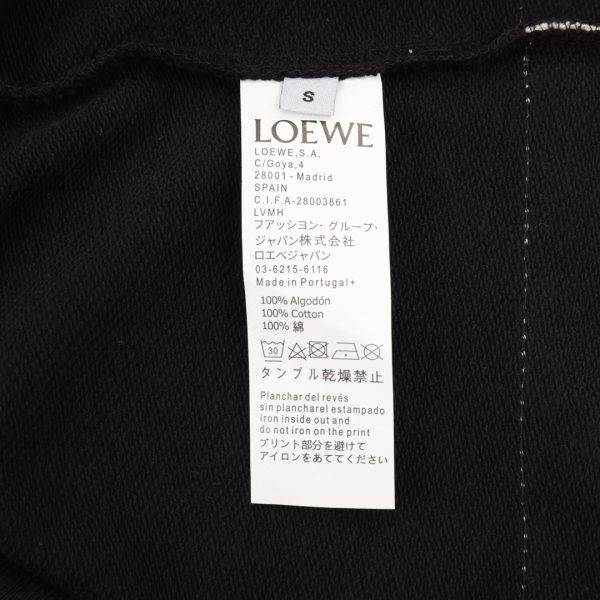 S
LOEWE
LOEWE,S.A.
C/Goya,4
28001-Madrid
SPAIN
C.I.F.A-28003861
LVMH
フアッシヨン・グループ・
ジャパン株式会社
ロエベジャパン
03-6215-6116
Made in Portugal+
100% Algodón
100% Cotton
100% 綿
30
タンブル乾燥禁止
Planchar del revés
sin plancharel estampado
iron inside out and
do not iron on the print
プリント部分を避けて
アイロンをあててください